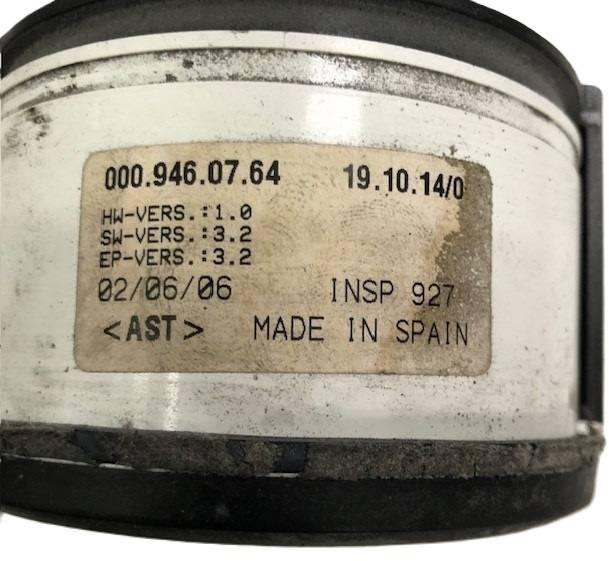 000.946.07.64 19.10.14/0
HW-VERS.:1.0
SW-VERS.:3.2
EP-VERS.:3.2
02/06/06 INSP 927
<AST> MADE IN SPAIN